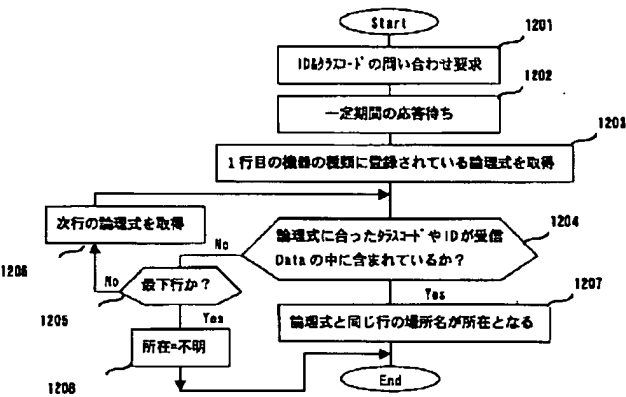 Start
1201
ID&クラスコードの問い合わせ要求
1202
一定期間の応答待ち
1203
1行目の機器の種類に登録されている論理式を取得
次行の論理式を取得
1204
論理式に合ったクラスコードやIDが受信
Dataの中に含まれているか?
No
1206
No
最下行か?
Yes
1207
1205
Yes
論理式と同じ行の場所名が所在となる
所在=不明
End
1208